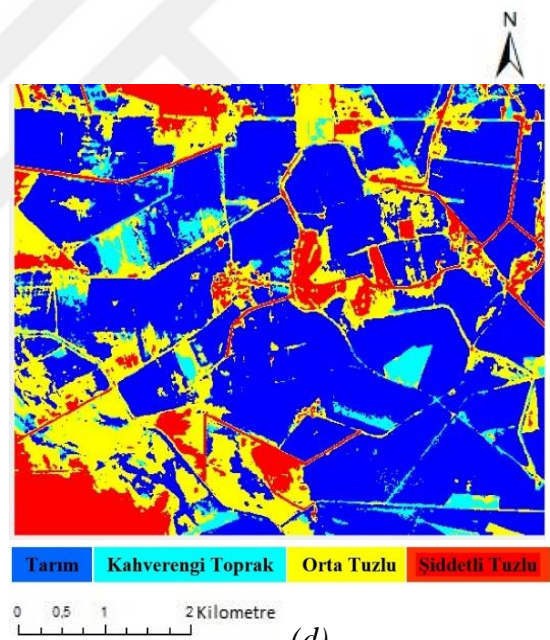 N
Tarım Kahverengi Toprak Orta Tuzlu Şiddetli Tuzlu
0 0,5 1 2 Kilometre
(d)